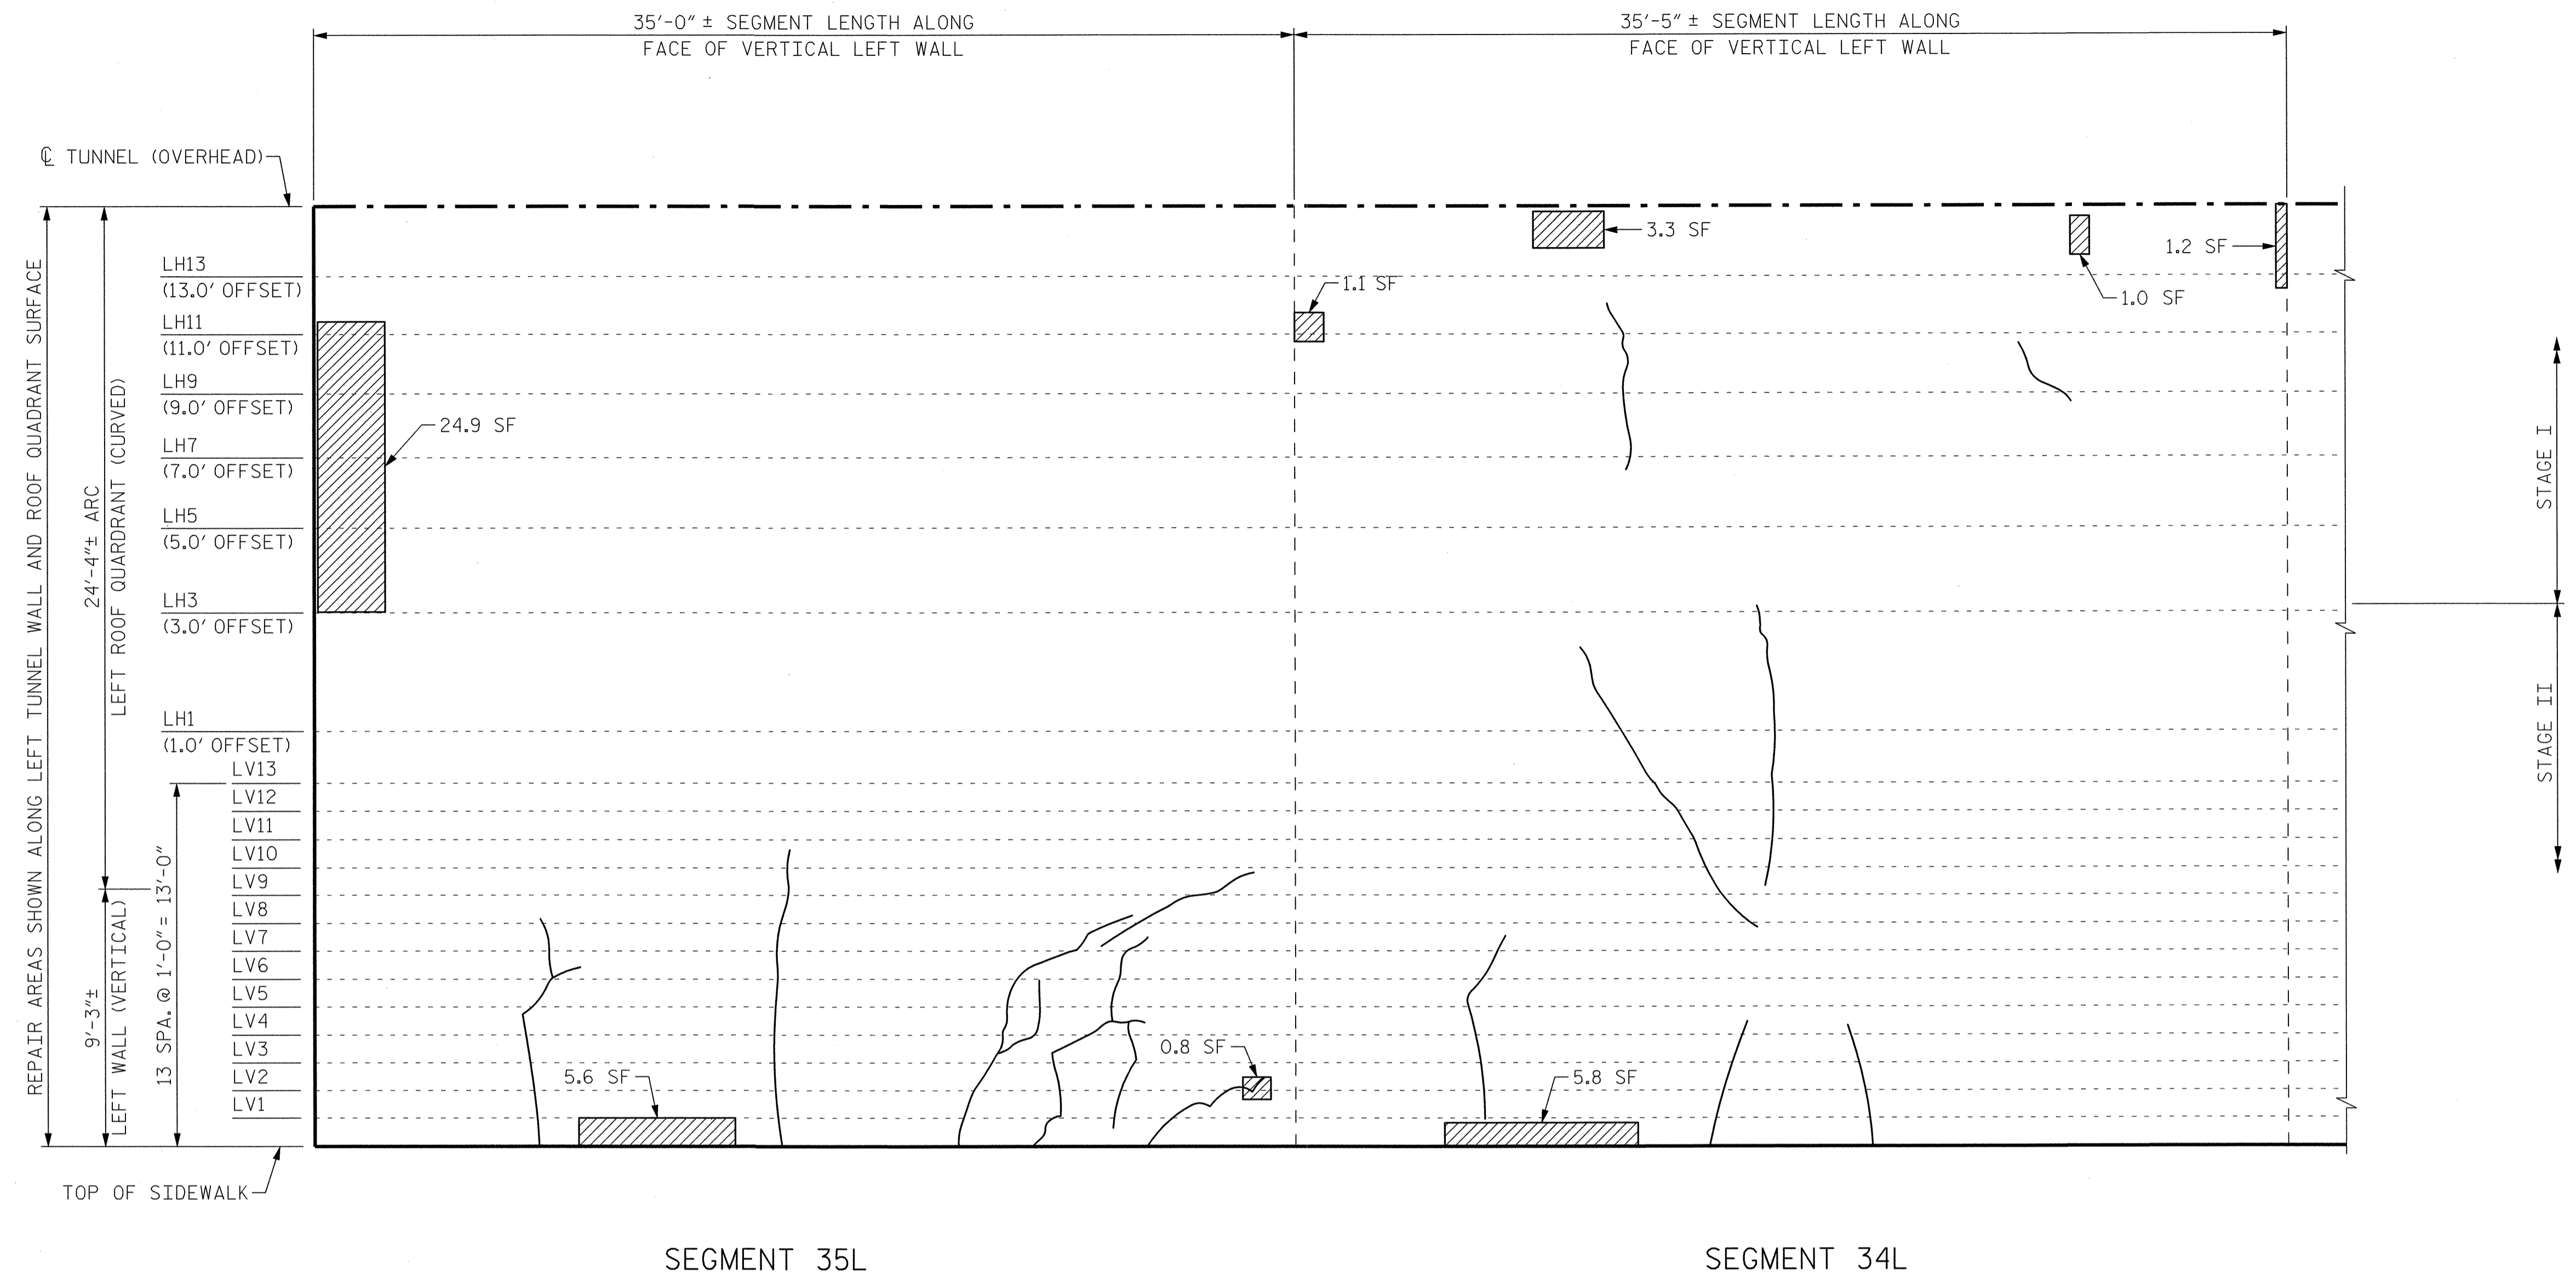 35'-0" ± SEGMENT LENGTH ALONG
FACE OF VERTICAL LEFT WALL
35'-5" ± SEGMENT LENGTH ALONG
FACE OF VERTICAL LEFT WALL
℄ TUNNEL (OVERHEAD)
REPAIR AREAS SHOWN ALONG LEFT TUNNEL WALL AND ROOF QUADRANT SURFACE
24'-4"± ARC
LEFT ROOF QUARDRANT (CURVED)
9'-3"±
LEFT WALL (VERTICAL)
13 SPA. @ 1'-0" = 13'-0"
LH13
(13.0' OFFSET)
LH11
(11.0' OFFSET)
LH9
(9.0' OFFSET)
LH7
(7.0' OFFSET)
LH5
(5.0' OFFSET)
LH3
(3.0' OFFSET)
LH1
(1.0' OFFSET)
LV13
LV12
LV11
LV10
LV9
LV8
LV7
LV6
LV5
LV4
LV3
LV2
LV1
TOP OF SIDEWALK
24.9 SF
5.6 SF
0.8 SF
1.1 SF
3.3 SF
1.0 SF
1.2 SF
5.8 SF
STAGE I
STAGE II
SEGMENT 35L
SEGMENT 34L